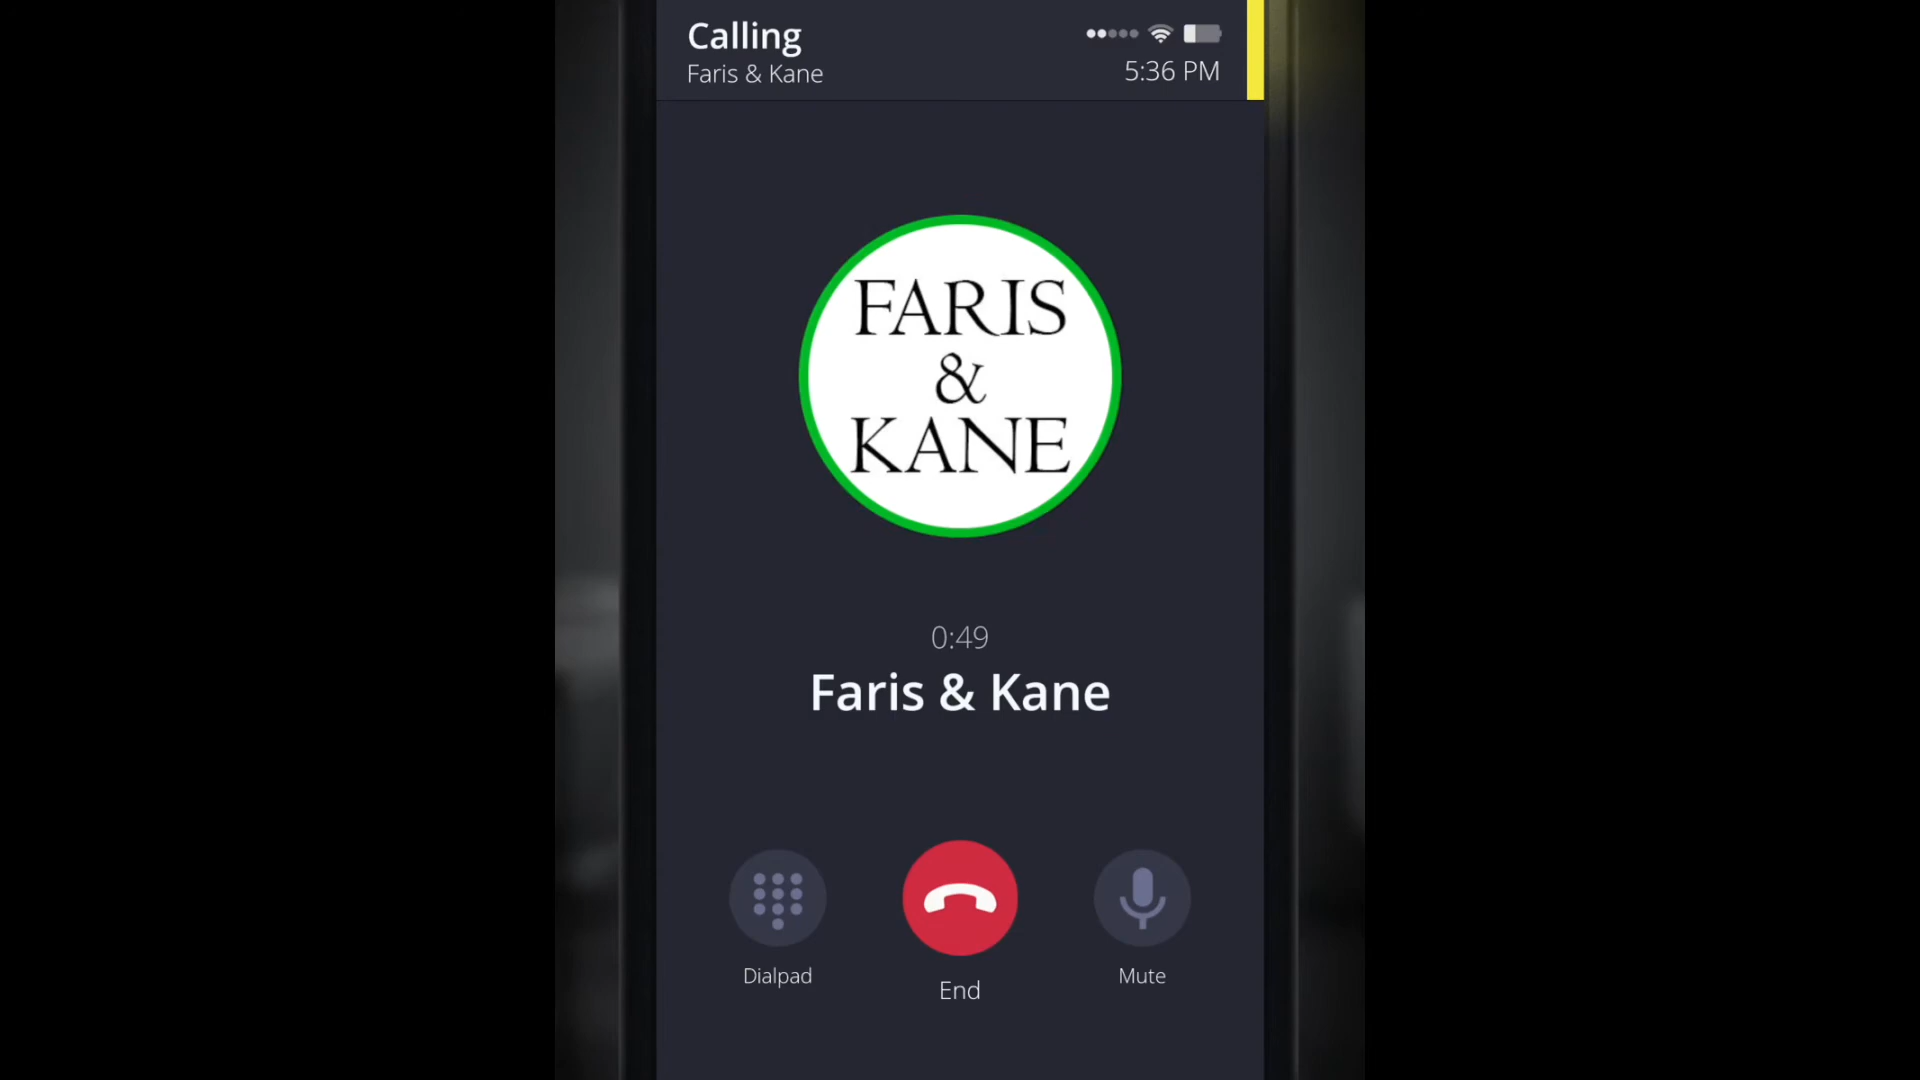 Calling
Faris & Kane
5:36 PM
FARIS
&
KANE
0:49
Faris & Kane
Dialpad
End
Mute